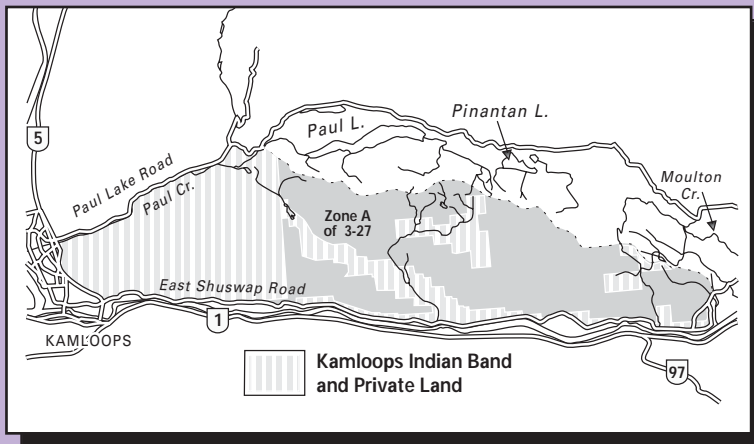 Pinantan L.
Paul L.
5
Paul Lake Road
Paul Cr.
Moulton
Cr.
Zone A
of 3-27
East Shuswap Road
1
KAMLOOPS
Kamloops Indian Band
and Private Land
97